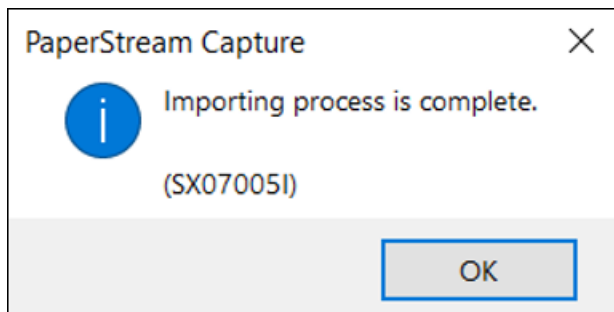 PaperStream Capture
Importing process is complete.
(SX07005I)
OK